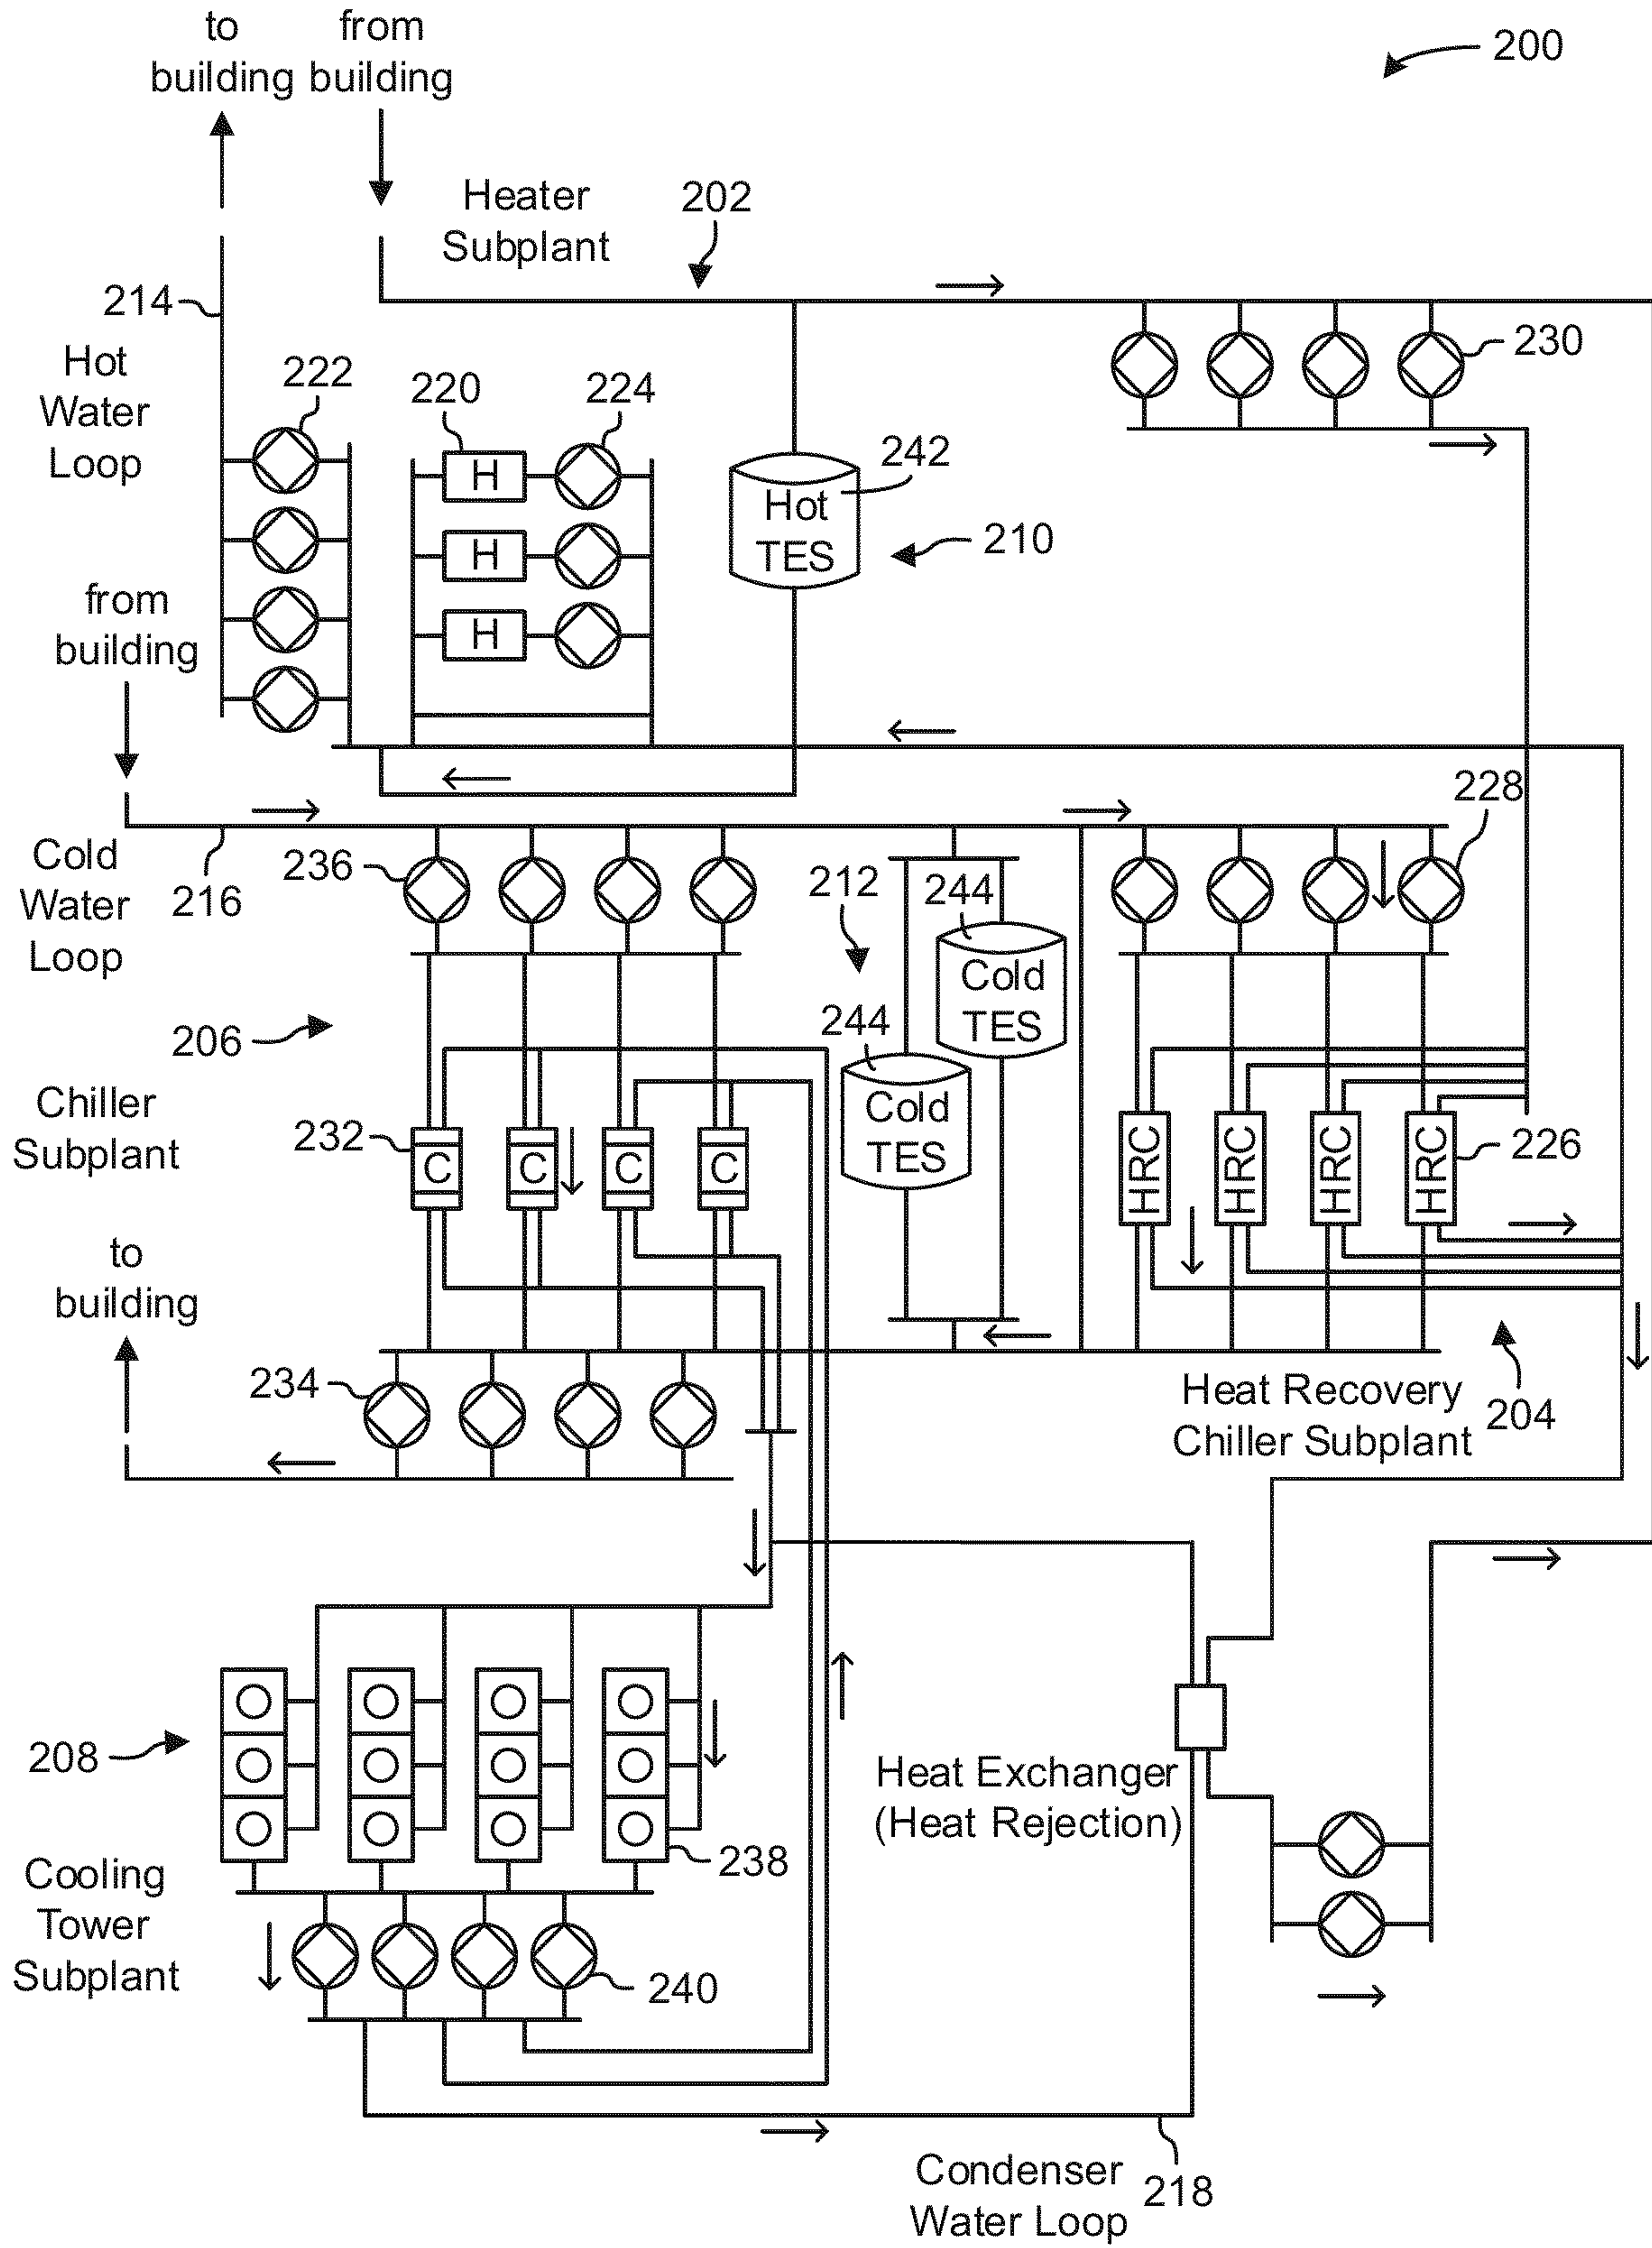 to
building
from
building
200
Heater
Subplant
202
214
Hot
Water
Loop
222
220
224
230
H
H
H
Hot
TES
242
210
from
building
228
Cold
Water
Loop
216
236
212
244
Cold
TES
244
Cold
TES
206
Chiller
Subplant
232
C
C
C
C
HRC
HRC
HRC
HRC
226
to
building
234
Heat Recovery
Chiller Subplant
204
208
Heat Exchanger
(Heat Rejection)
238
Cooling
Tower
Subplant
240
Condenser
Water Loop
218